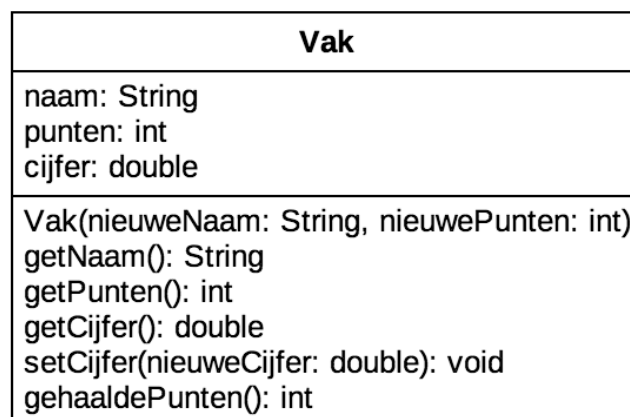 Vak
naam: String
punten: int
cijfer: double
Vak(nieuweNaam: String, nieuwePunten: int)
getNaam(): String
getPunten(): int
getCijfer(): double
setCijfer(nieuweCijfer: double): void
gehaaldePunten(): int